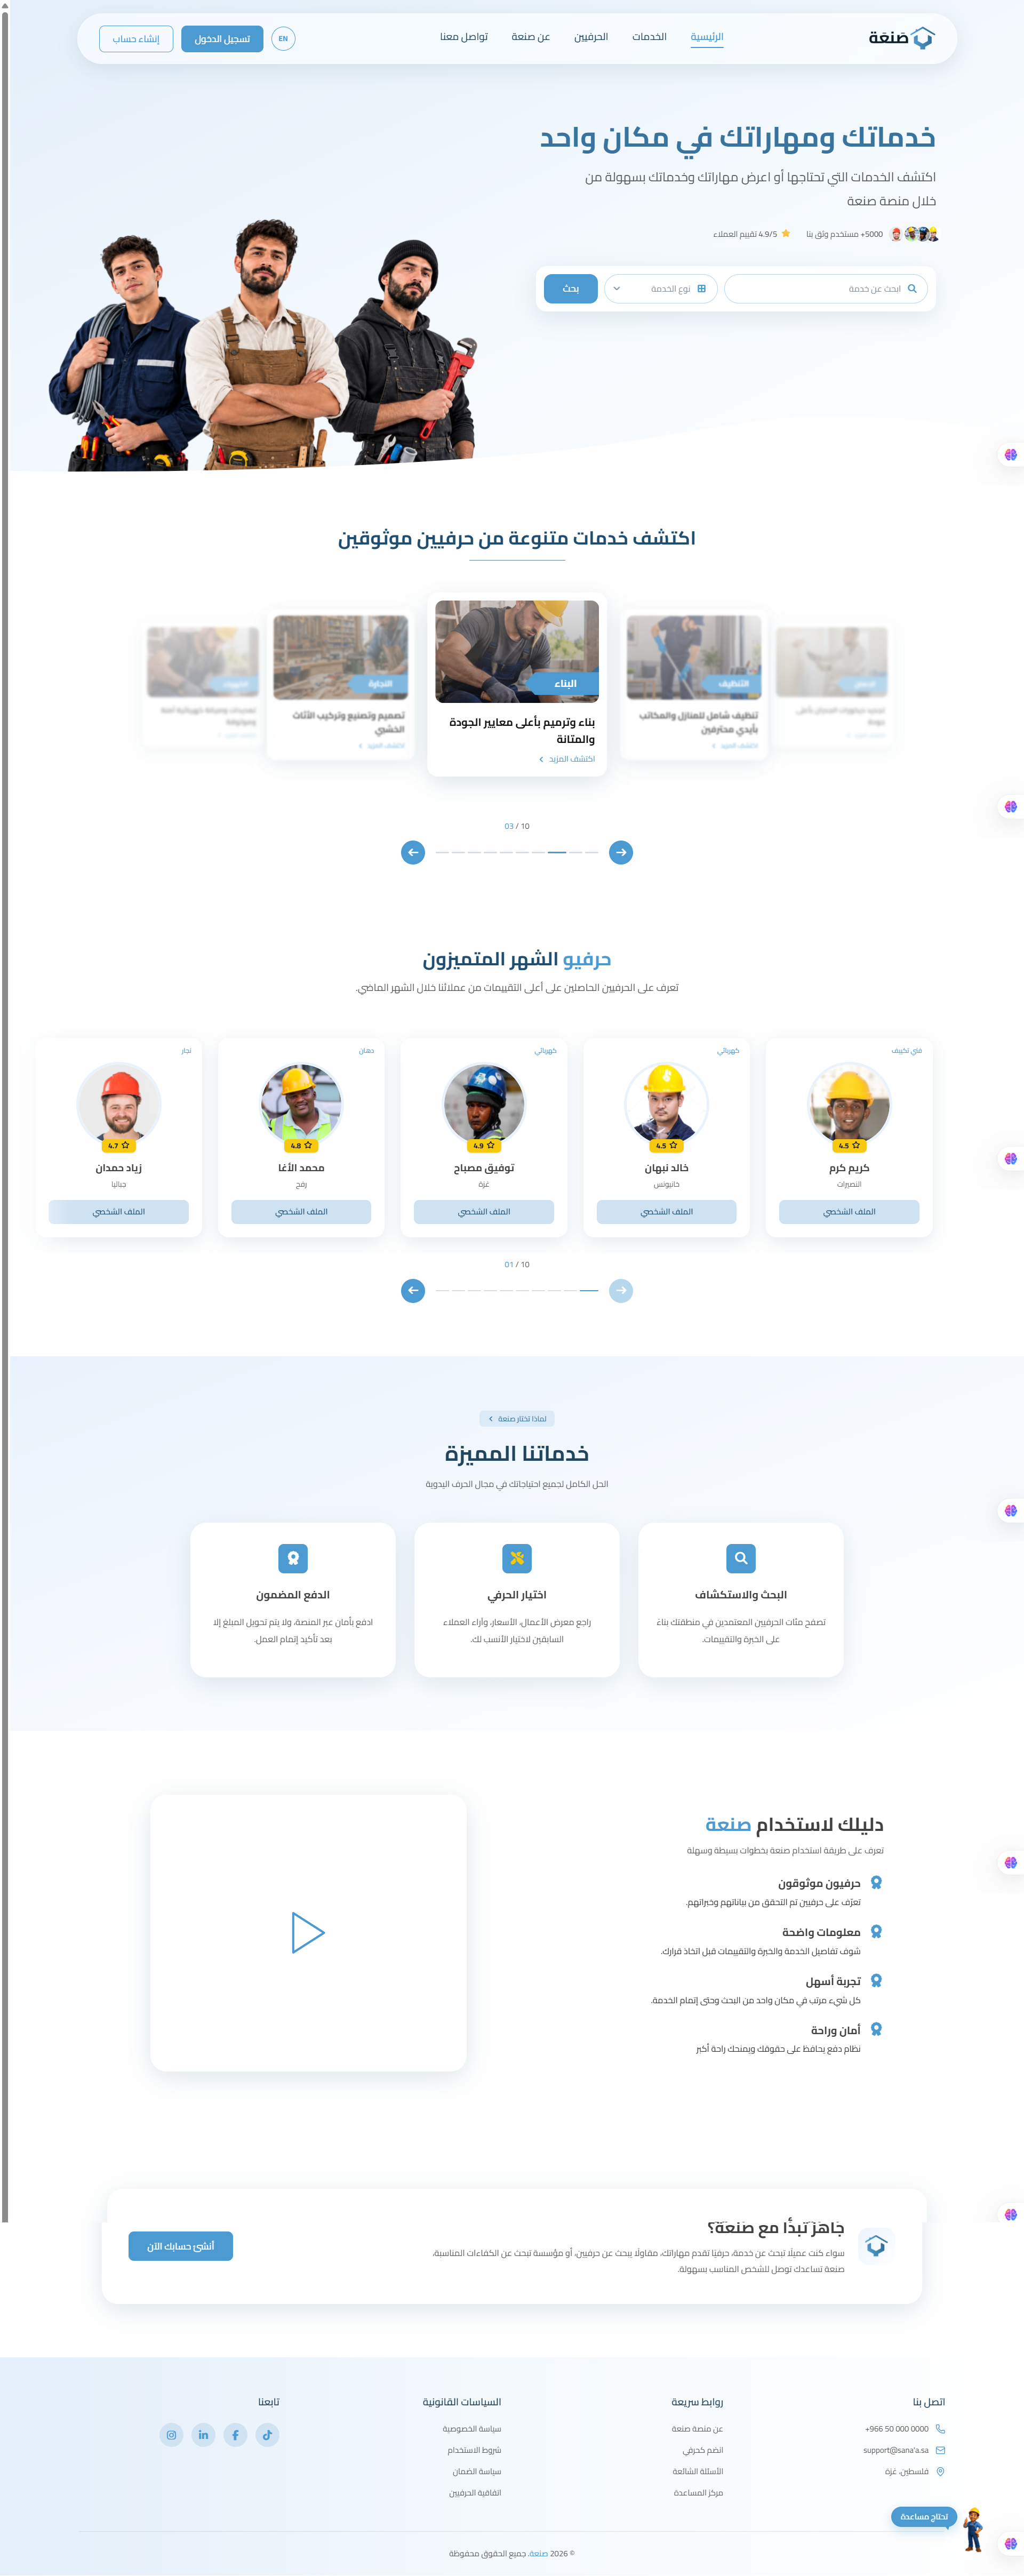 صَنعَة
الرئيسية
الخدمات
الحرفيين
عن صنعة
تواصل معنا
EN
تسجيل الدخول
إنشاء حساب
خدماتك ومهاراتك في مكان واحد
اكتشف الخدمات التي تحتاجها أو اعرض مهاراتك وخدماتك بسهولة من
خلال منصة صنعة
5000+ مستخدم وثق بنا
4.9/5 تقييم العملاء
ابحث عن خدمة
نوع الخدمة
بحث
اكتشف خدمات متنوعة من حرفيين موثوقين
التنظيف
تنظيف شامل للمنازل والمكاتب
بأيدي محترفين
اكتشف المزيد
البناء
بناء وترميم بأعلى معايير الجودة
والمتانة
اكتشف المزيد
النجارة
تصميم وتصنيع وتركيب الأثاث
الخشبي
اكتشف المزيد
03 / 10
حرفيو الشهر المتميزون
تعرف على الحرفيين الحاصلين على أعلى التقييمات من عملائنا خلال الشهر الماضي.
فني تكييف
4.5
كريم كرم
النصيرات
الملف الشخصي
كهربائي
4.5
خالد نبهان
خانيونس
الملف الشخصي
كهربائي
4.9
توفيق مصباح
غزة
الملف الشخصي
دهان
4.8
محمد الأغا
رفح
الملف الشخصي
نجار
4.7
زياد حمدان
جباليا
الملف الشخصي
01 / 10
لماذا تختار صنعة
خدماتنا المميزة
الحل الكامل لجميع احتياجاتك في مجال الحرف اليدوية
البحث والاستكشاف
تصفح مئات الحرفيين المعتمدين في منطقتك بناءً
على الخبرة والتقييمات.
اختيار الحرفي
راجع معرض الأعمال، الأسعار، وآراء العملاء
السابقين لاختيار الأنسب لك.
الدفع المضمون
ادفع بأمان عبر المنصة، ولا يتم تحويل المبلغ إلا
بعد تأكيد إتمام العمل.
دليلك لاستخدام صنعة
تعرف على طريقة استخدام صنعة بخطوات بسيطة وسهلة
حرفيون موثوقون
تعرّف على حرفيين تم التحقق من بياناتهم وخبراتهم.
معلومات واضحة
شوف تفاصيل الخدمة والخبرة والتقييمات قبل اتخاذ قرارك.
تجربة أسهل
كل شيء مرتب في مكان واحد من البحث وحتى إتمام الخدمة.
أمان وراحة
نظام دفع يحافظ على حقوقك ويمنحك راحة أكبر
جاهز تبدأ مع صنعة؟
سواء كنت عميلًا تبحث عن خدمة، حرفيًا تقدم مهاراتك، مقاولًا يبحث عن حرفيين، أو مؤسسة تبحث عن الكفاءات المناسبة،
صنعة تساعدك توصل للشخص المناسب بسهولة.
أنشئ حسابك الآن
اتصل بنا
+966 50 000 0000
support@sana'a.sa
فلسطين، غزة
روابط سريعة
عن منصة صنعة
انضم كحرفي
الأسئلة الشائعة
مركز المساعدة
السياسات القانونية
سياسة الخصوصية
شروط الاستخدام
سياسة الضمان
اتفاقية الحرفيين
تابعنا
تحتاج مساعدة
© 2026 صنعة. جميع الحقوق محفوظة